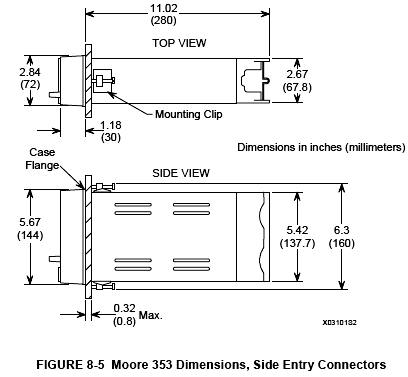 11.02
(280)
TOP VIEW
2.84
(72)
2.67
(67.8)
1.18
(30)
Mounting Clip
Dimensions in inches (millimeters)
Case
Flange
SIDE VIEW
5.67
(144)
5.42
(137.7)
6.3
(160)
0.32
(0.8)
Max.
X03101S2
FIGURE 8-5 Moore 353 Dimensions, Side Entry Connectors